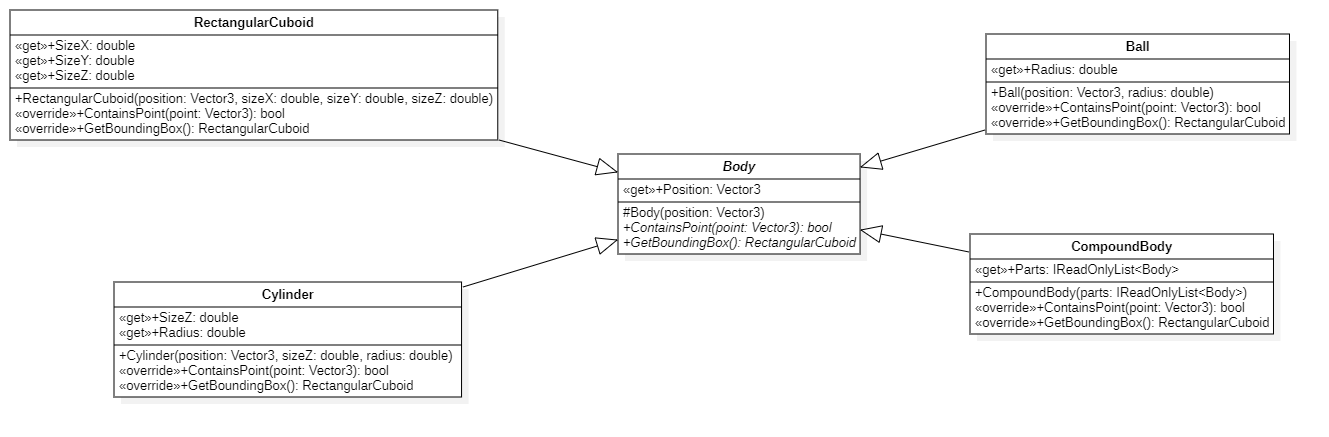 RectangularCuboid
«get»+SizeX: double
«get»+SizeY: double
«get»+SizeZ: double
+RectangularCuboid(position: Vector3, sizeX: double, sizeY: double, sizeZ: double)
«override»+ContainsPoint(point: Vector3): bool
«override»+GetBoundingBox(): RectangularCuboid
Ball
«get»+Radius: double
+Ball(position: Vector3, radius: double)
«override»+ContainsPoint(point: Vector3): bool
«override»+GetBoundingBox(): RectangularCuboid
Body
«get»+Position: Vector3
#Body(position: Vector3)
+ContainsPoint(point: Vector3): bool
+GetBoundingBox(): RectangularCuboid
Cylinder
«get»+SizeZ: double
«get»+Radius: double
+Cylinder(position: Vector3, sizeZ: double, radius: double)
«override»+ContainsPoint(point: Vector3): bool
«override»+GetBoundingBox(): RectangularCuboid
CompoundBody
«get»+Parts: IReadOnlyList<Body>
+CompoundBody(parts: IReadOnlyList<Body>)
«override»+ContainsPoint(point: Vector3): bool
«override»+GetBoundingBox(): RectangularCuboid